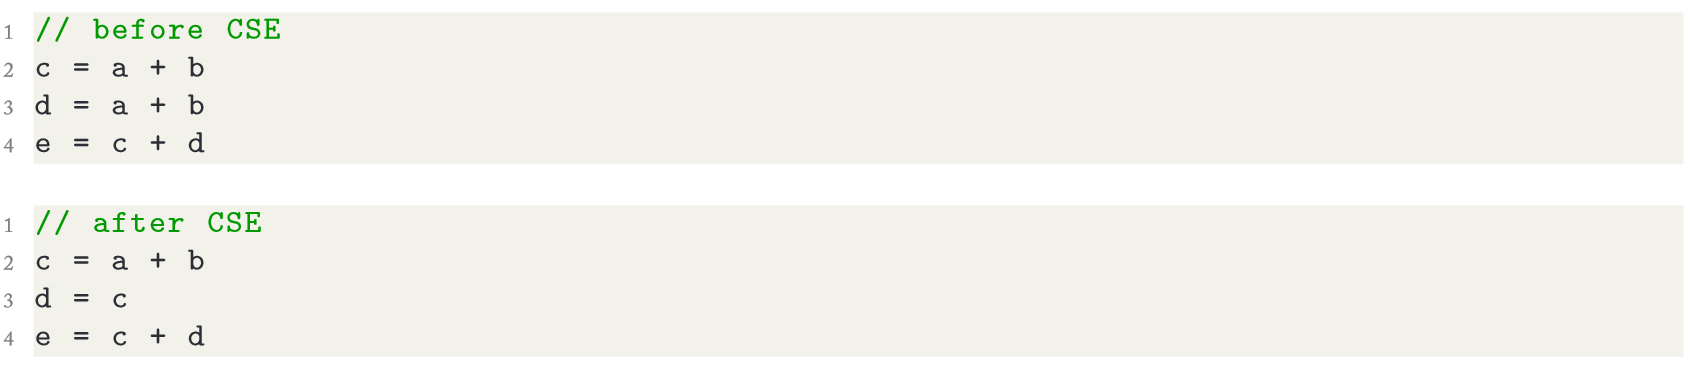 1 // before CSE
2 c = a + b
3 d = a + b
4 e = c + d
1 // after CSE
2 c = a + b
3 d = c
4 e = c + d